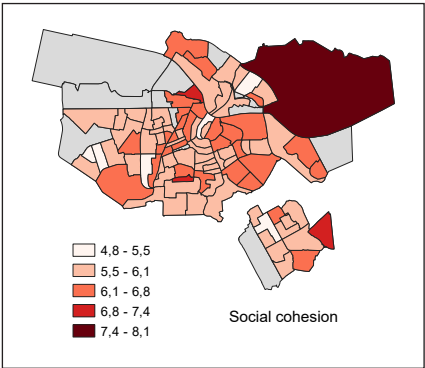 4,8 - 5,5
5,5 - 6,1
6,1 - 6,8
6,8 - 7,4
7,4 - 8,1
Social cohesion